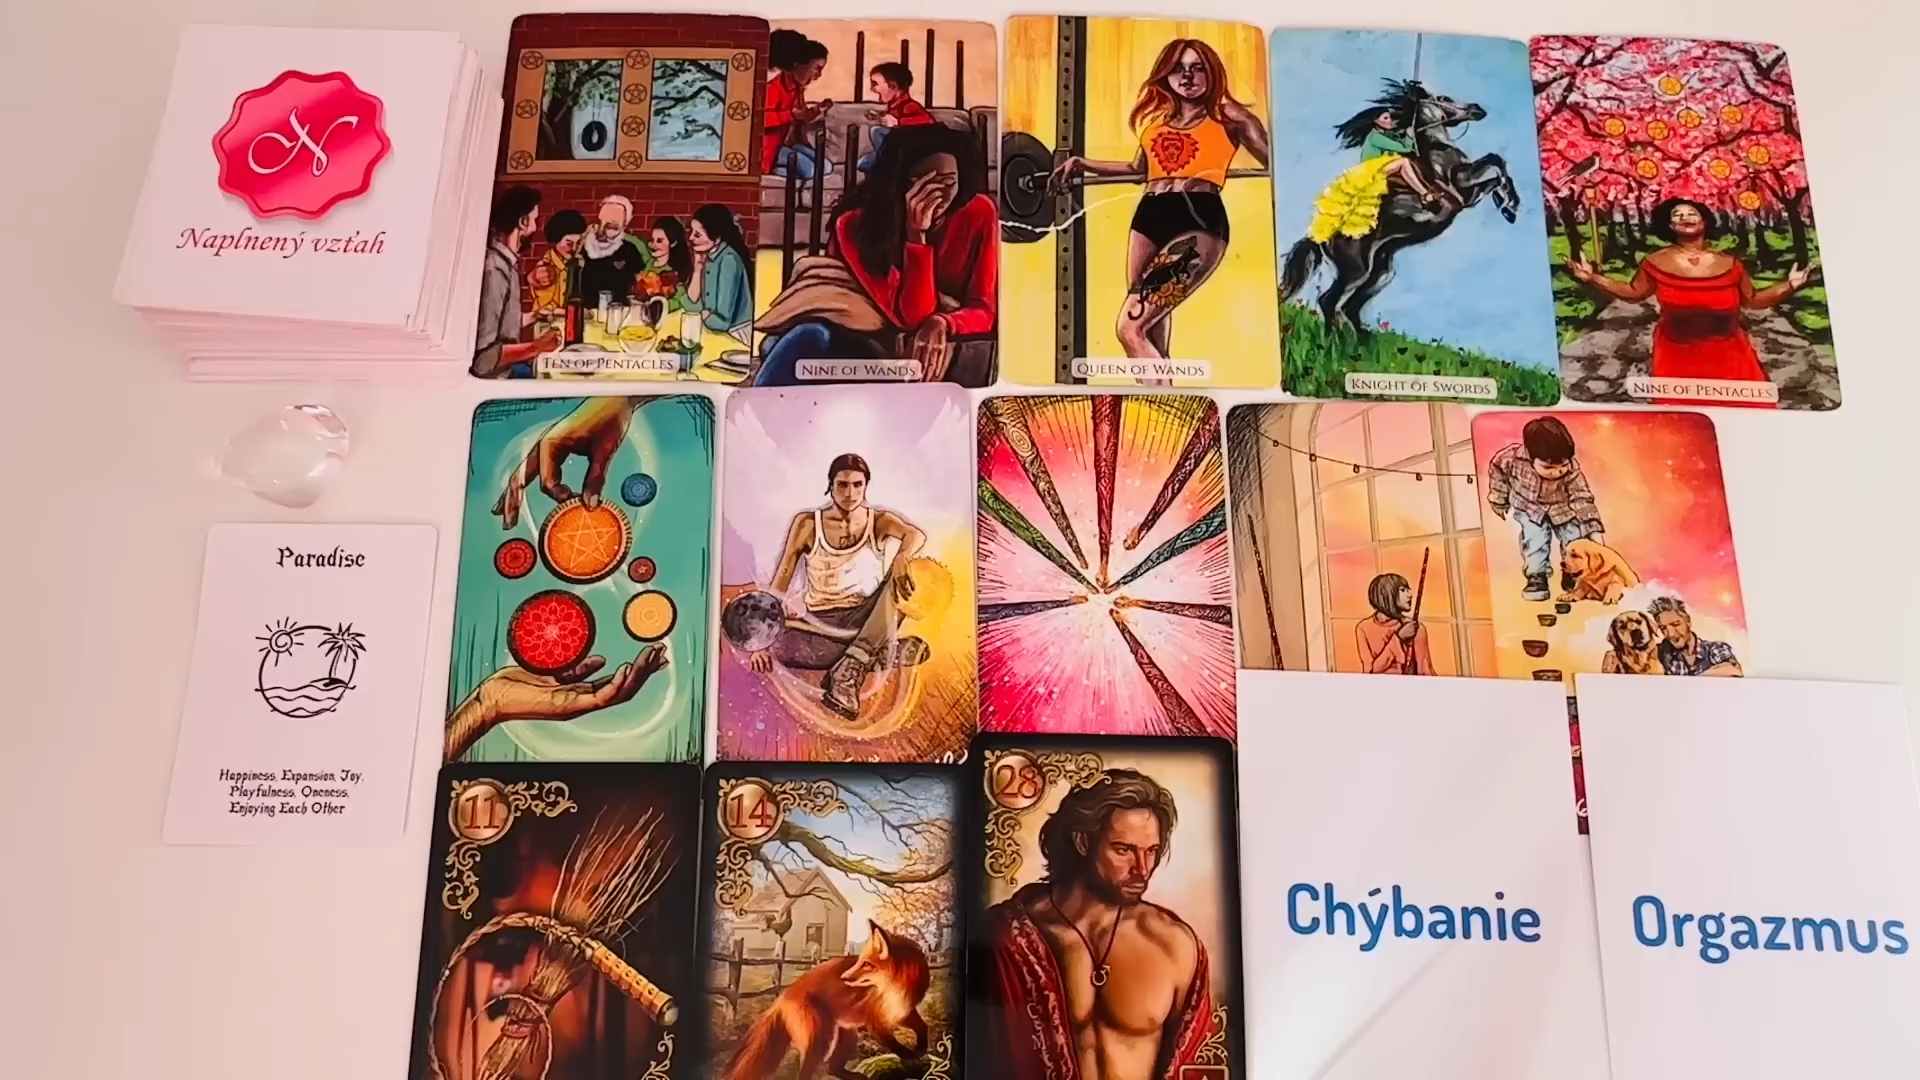 N
Naplnený vzťah
TEN OF PENTACLES
NINE OF WANDS
QUEEN OF WANDS
KNIGHT OF SWORDS
NINE OF PENTACLES
Paradise
Happiness, Expansion, Joy,
Playfulness, Oneness,
Enjoying Each Other
11
14
28
Chýbanie
Orgazmus